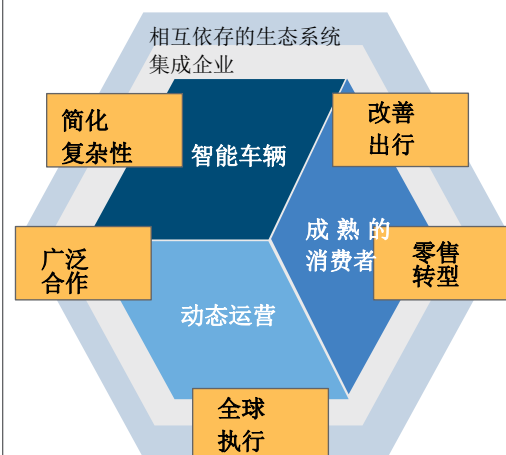 相互依存的生态系统
集成企业
简化
复杂性
改善
出行
智能车辆
成熟的
消费者
广泛
合作
零售
转型
动态运营
全球
执行